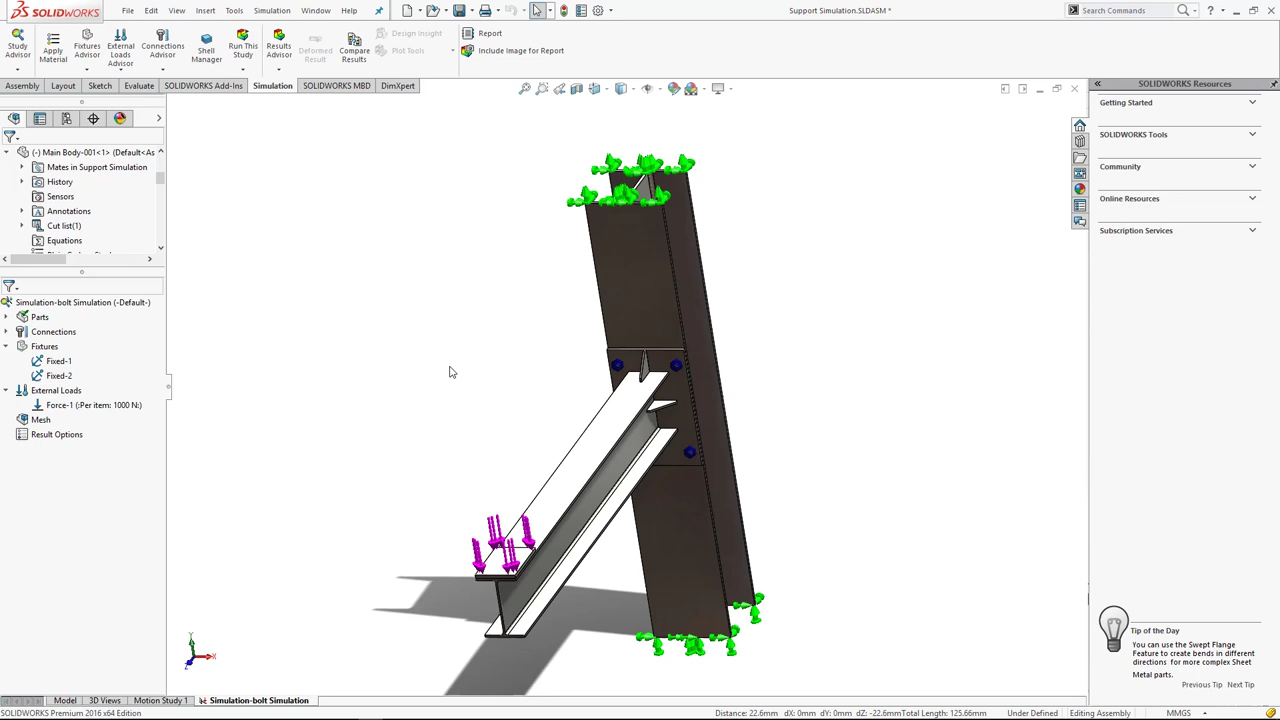 SOLIDWORKS File Edit View Insert Tools Simulation Window Help Support Simulation.SLDASM * Search Commands
Study Advisor
Apply Material
Fixtures Advisor
External Loads Advisor
Connections Advisor
Shell Manager
Run This Study
Results Advisor
Deformed Result
Compare Results
Design Insight
Plot Tools
Report
Include Image for Report
Assembly Layout Sketch Evaluate SOLIDWORKS Add-Ins Simulation SOLIDWORKS MBD DimXpert
SOLIDWORKS Resources
Getting Started
SOLIDWORKS Tools
Community
Online Resources
Subscription Services
(-) Main Body-001<1> (Default<As
Mates in Support Simulation
History
Sensors
Annotations
Cut list(1)
Equations
Simulation-bolt Simulation (-Default-)
Parts
Connections
Fixtures
Fixed-1
Fixed-2
External Loads
Force-1 (:Per item: 1000 N:)
Mesh
Result Options
Y
X
Z
Tip of the Day
You can use the Swept Flange
Feature to create bends in different
directions for more complex Sheet
Metal parts.
Previous Tip Next Tip
Model 3D Views Motion Study 1 Simulation-bolt Simulation
SOLIDWORKS Premium 2016 x64 Edition Distance: 22.6mm dX: 0mm dY: 0mm dZ: -22.6mmTotal Length: 125.66mm Under Defined Editing Assembly MMGS